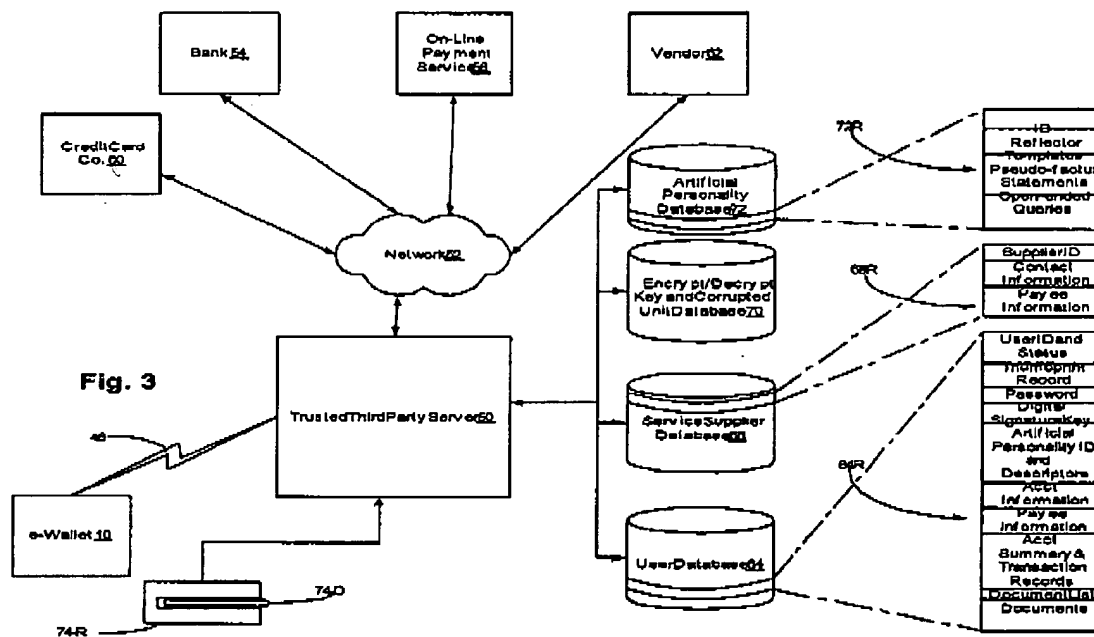 Bank 54
On-Line
Payment
Service 56
Vendor 62
Credit Card
Co. 60
Network 52
Artificial
Personality
Database 72
72R
ID
Reflector
Templates
Pseudo-factual
Statements
Open-ended
Queries
Encrypt/Decrypt
Key and Corrupted
Unit Database 70
68R
Supplier ID
Contact
Information
Payee
Information
Fig. 3
Trusted Third Party Server 50
Service Supplier
Database
User ID and
Status
Thumbprint
Record
Password
Digital
Signature Key
Artificial
Personality ID
and
Descriptors
Acct
Information
Payee
Information
Acct
Summary &
Transaction
Records
Document List
Documents
64R
e-Wallet 10
User Database 64
74D
74R